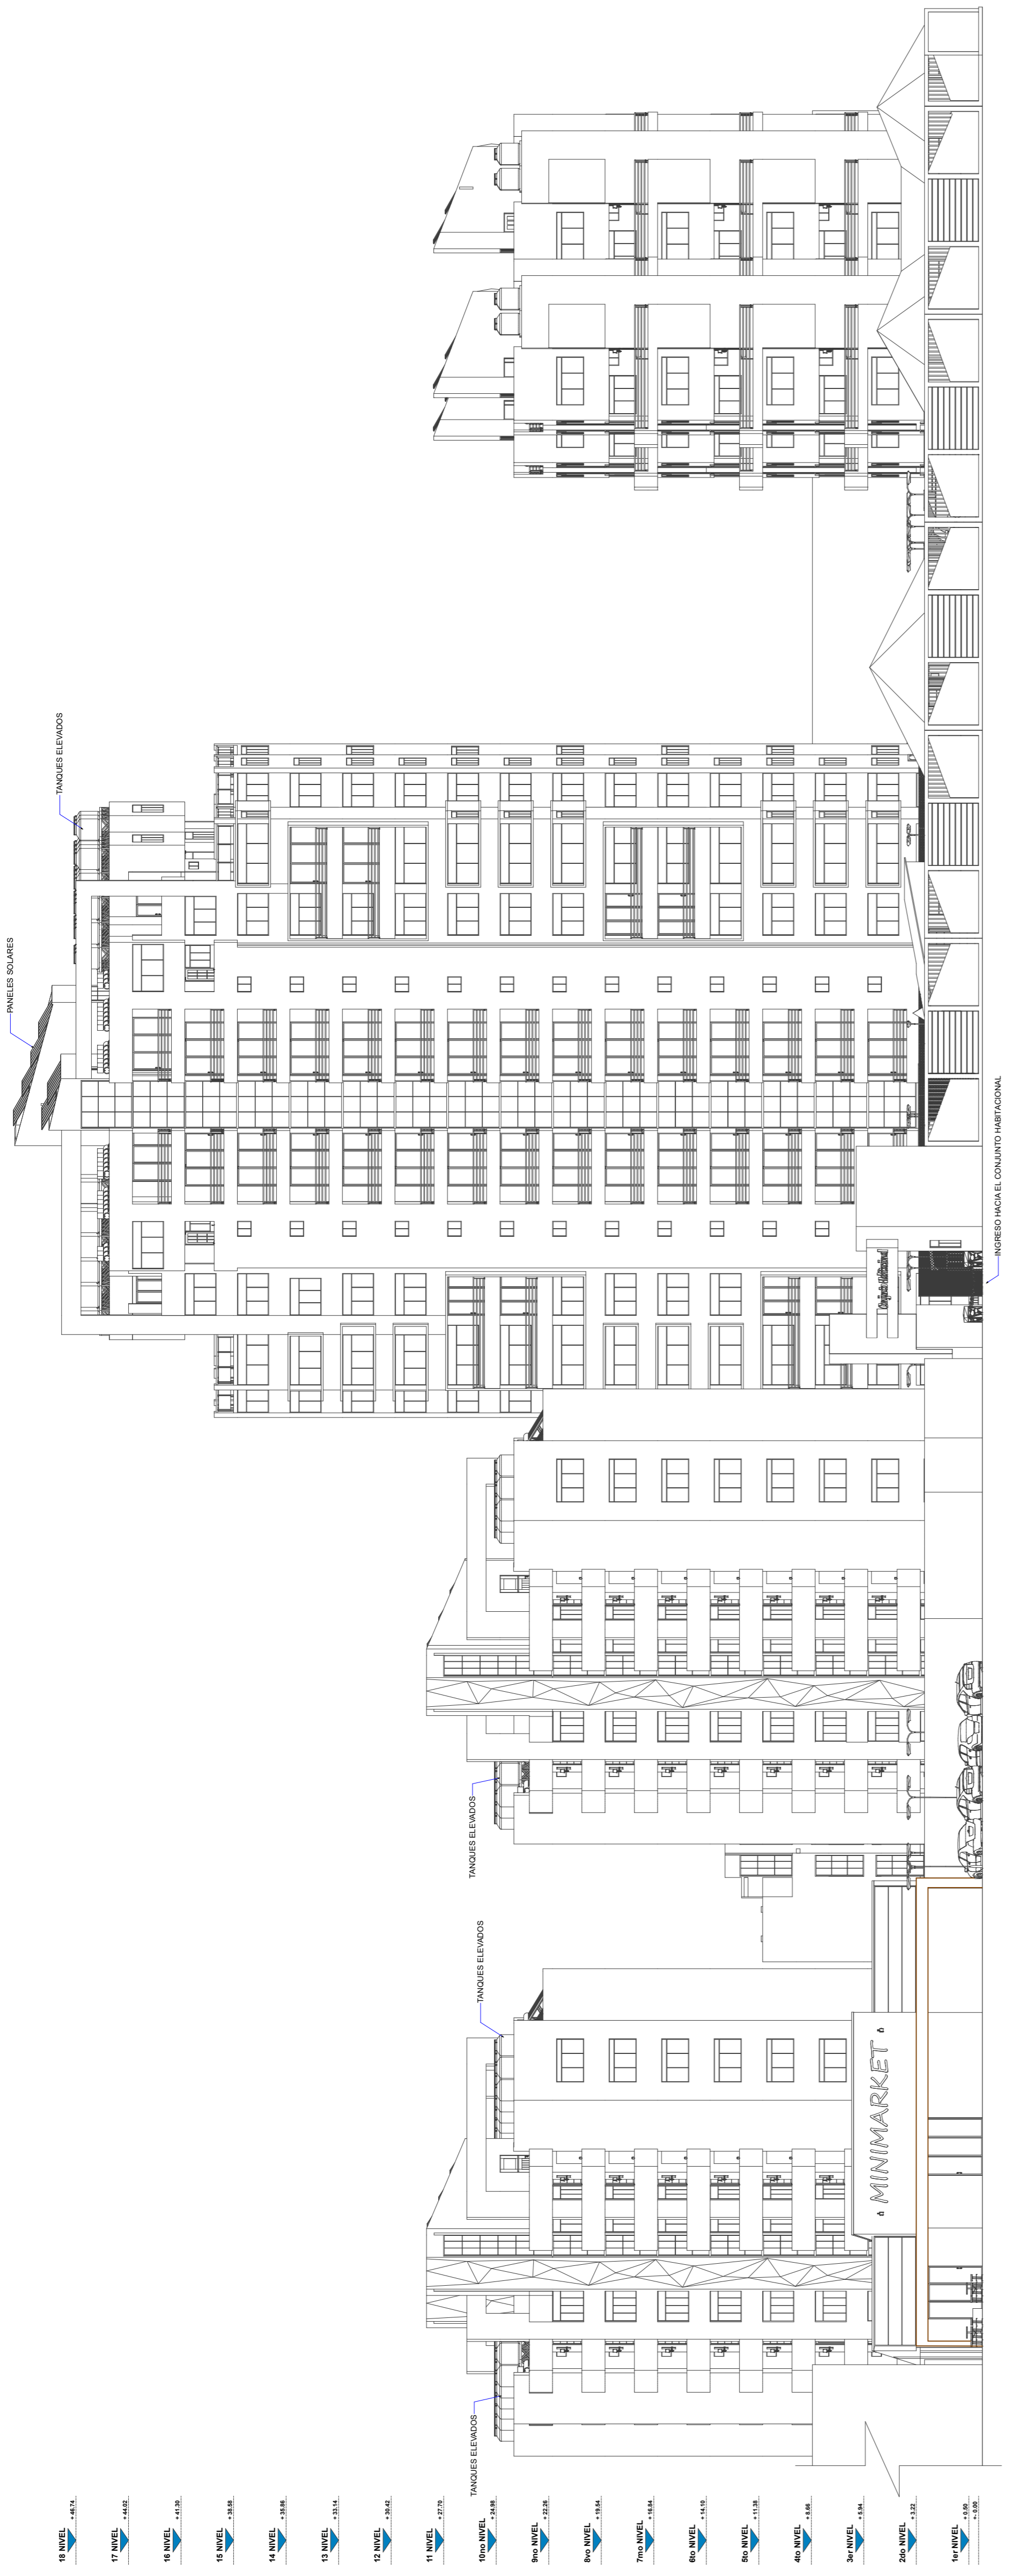 18 NIVEL + 46.74
17 NIVEL + 44.02
16 NIVEL + 41.30
15 NIVEL + 38.58
14 NIVEL + 35.86
13 NIVEL + 33.14
12 NIVEL + 30.42
11 NIVEL + 27.70
10no NIVEL + 24.98
9no NIVEL + 22.26
8vo NIVEL + 19.54
7mo NIVEL + 16.84
6to NIVEL + 14.10
5to NIVEL + 11.38
4to NIVEL + 8.66
3er NIVEL + 5.94
2do NIVEL + 3.22
1er NIVEL + 0.50
+- 0.00
TANQUES ELEVADOS
TANQUES ELEVADOS
MINIMARKET
TANQUES ELEVADOS
PANELES SOLARES
TANQUES ELEVADOS
INGRESO HACIA EL CONJUNTO HABITACIONAL